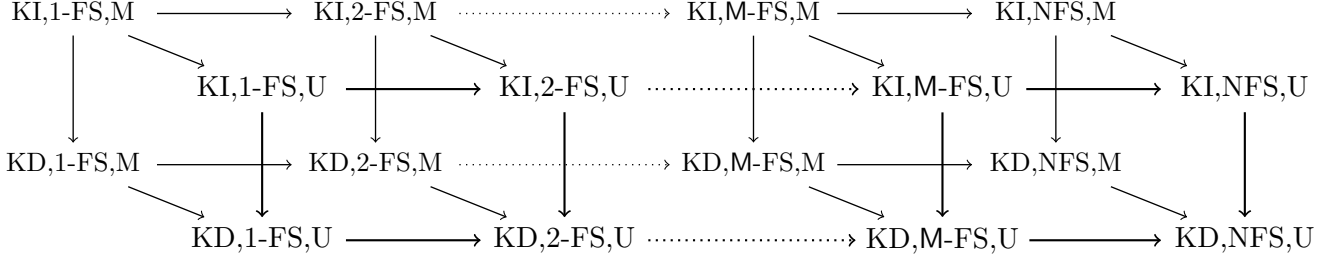 KI,1-FS,M KI,2-FS,M KI,M-FS,M KI,NFS,M
KI,1-FS,U KI,2-FS,U KI,M-FS,U KI,NFS,U
KD,1-FS,M KD,2-FS,M KD,M-FS,M KD,NFS,M
KD,1-FS,U KD,2-FS,U KD,M-FS,U KD,NFS,U